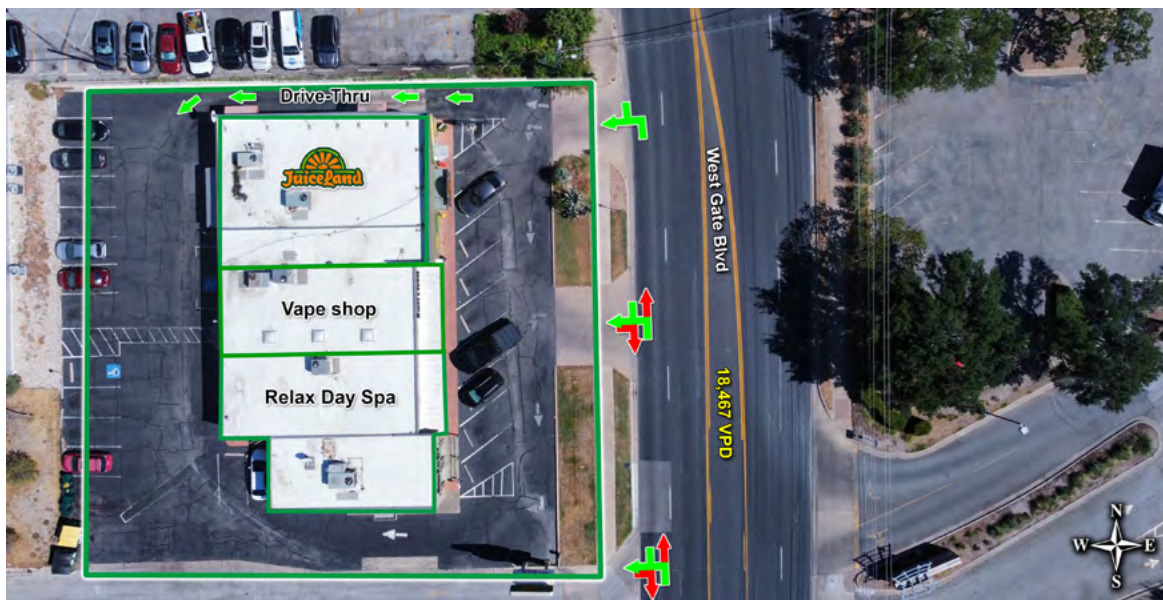 Drive-Thru
JuiceLand
West Gate Blvd
Vape shop
Relax Day Spa
18,467 VPD
N
W E
S